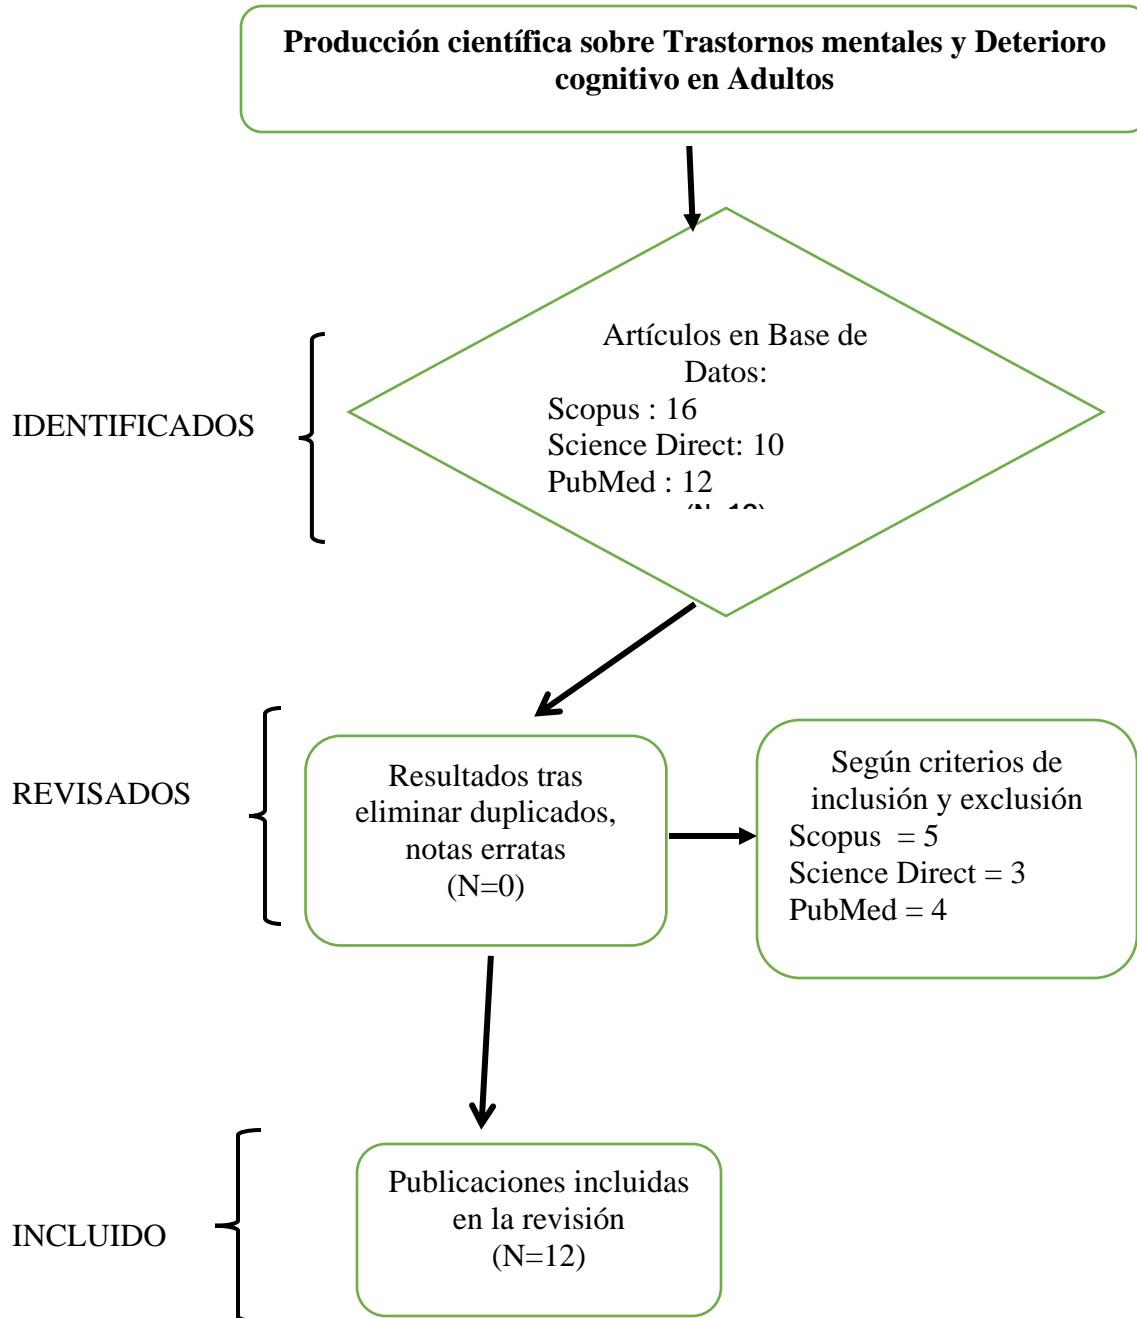 Producción científica sobre Trastornos mentales y Deterioro
cognitivo en Adultos
Artículos en Base de
Datos:
Scopus : 16
Science Direct: 10
PubMed : 12
IDENTIFICADOS
Resultados tras
eliminar duplicados,
notas erratas
(N=0)
Según criterios de
inclusión y exclusión
Scopus = 5
Science Direct = 3
PubMed = 4
REVISADOS
Publicaciones incluidas
en la revisión
(N=12)
INCLUIDO